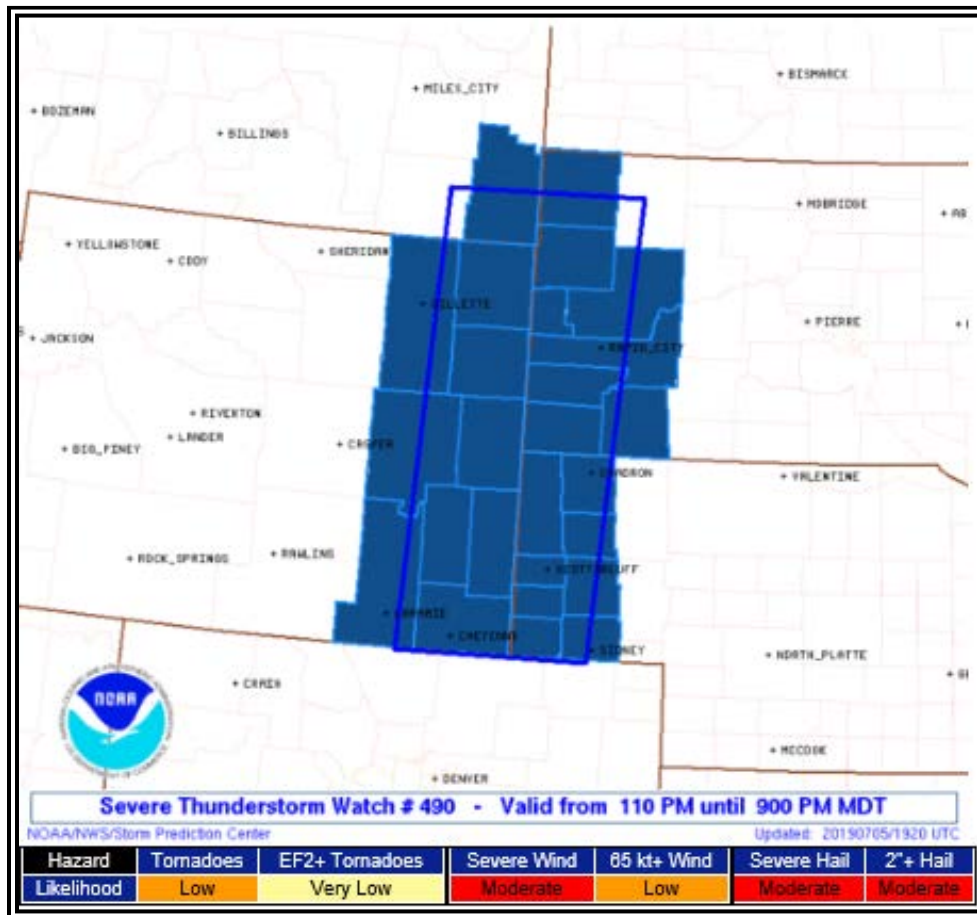 + BISMARCK
+ MILES_CITY
+ BOZEMAN
+ BILLINGS
+ MOBRIDGE
+ AB
+ YELLOWSTONE
+ SHERIDAN
+ CODY
+ GILLETTE
+ PIERRE
+ JACKSON
+ RAPID_CITY
+ RIVERTON
+ LANDER
+ CASPER
+ BIG_PINEY
+ CHADRON
+ VALENTINE
+ RAWLINS
+ ROCK_SPRINGS
+ SCOTTSBLUFF
+ LARAMIE
+ CHEYENNE
+ SIDNEY
+ NORTH_PLATTE
+ CRAIG
NOAA
+ MCCOOK
+ DENVER
Severe Thunderstorm Watch # 490 - Valid from 110 PM until 900 PM MDT
NOAA/NWS/Storm Prediction Center Updated: 20190705/1920 UTC
Hazard Tornadoes EF2+ Tornadoes Severe Wind 65 kt+ Wind Severe Hail 2"+ Hail
Likelihood Low Very Low Moderate Low Moderate Moderate